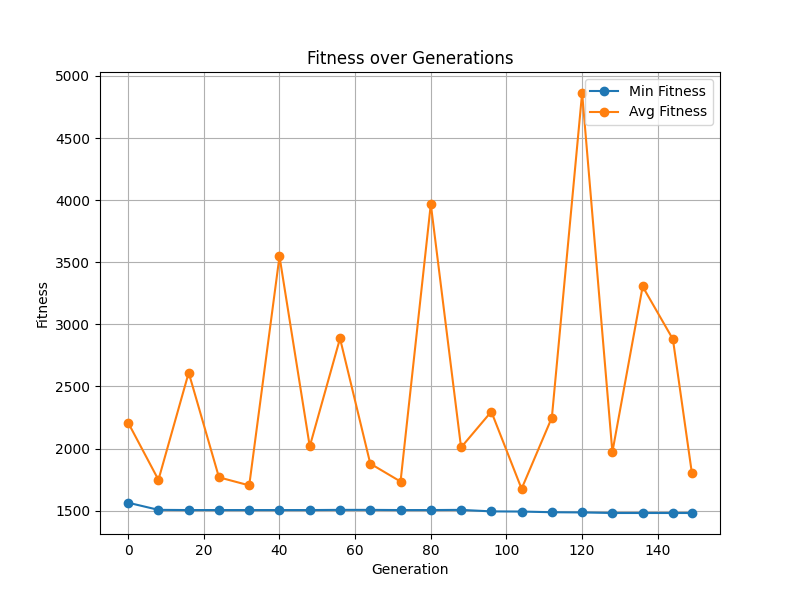 Fitness over Generations
Min Fitness
Avg Fitness
5000
4500
4000
3500
3000
2500
2000
1500
Fitness
0 20 40 60 80 100 120 140
Generation